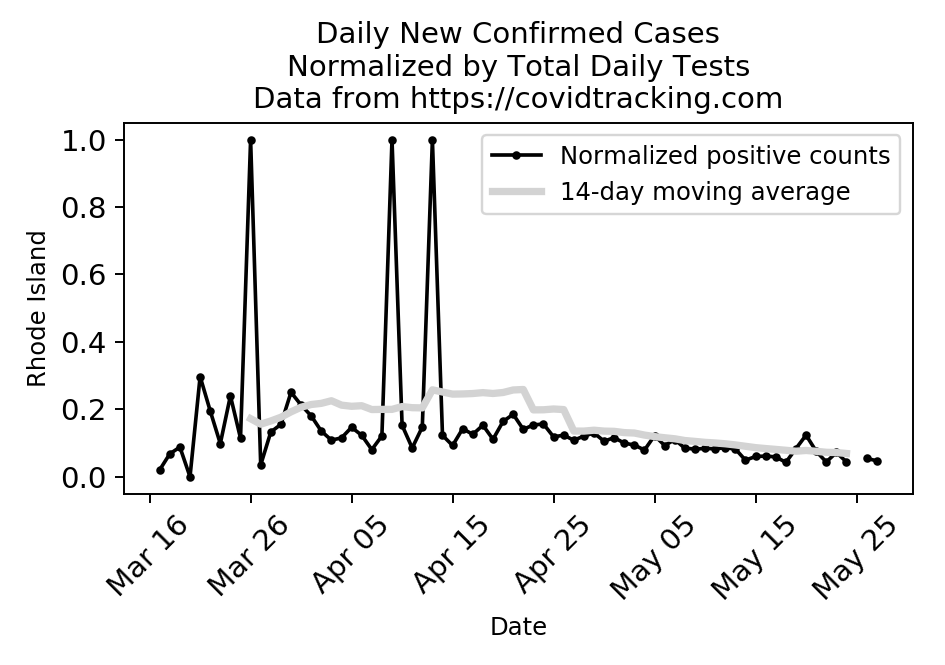 Daily New Confirmed Cases
Normalized by Total Daily Tests
Data from https://covidtracking.com
Normalized positive counts
14-day moving average
Rhode Island
1.0
0.8
0.6
0.4
0.2
0.0
Mar 16
Mar 26
Apr 05
Apr 15
Apr 25
May 05
May 15
May 25
Date